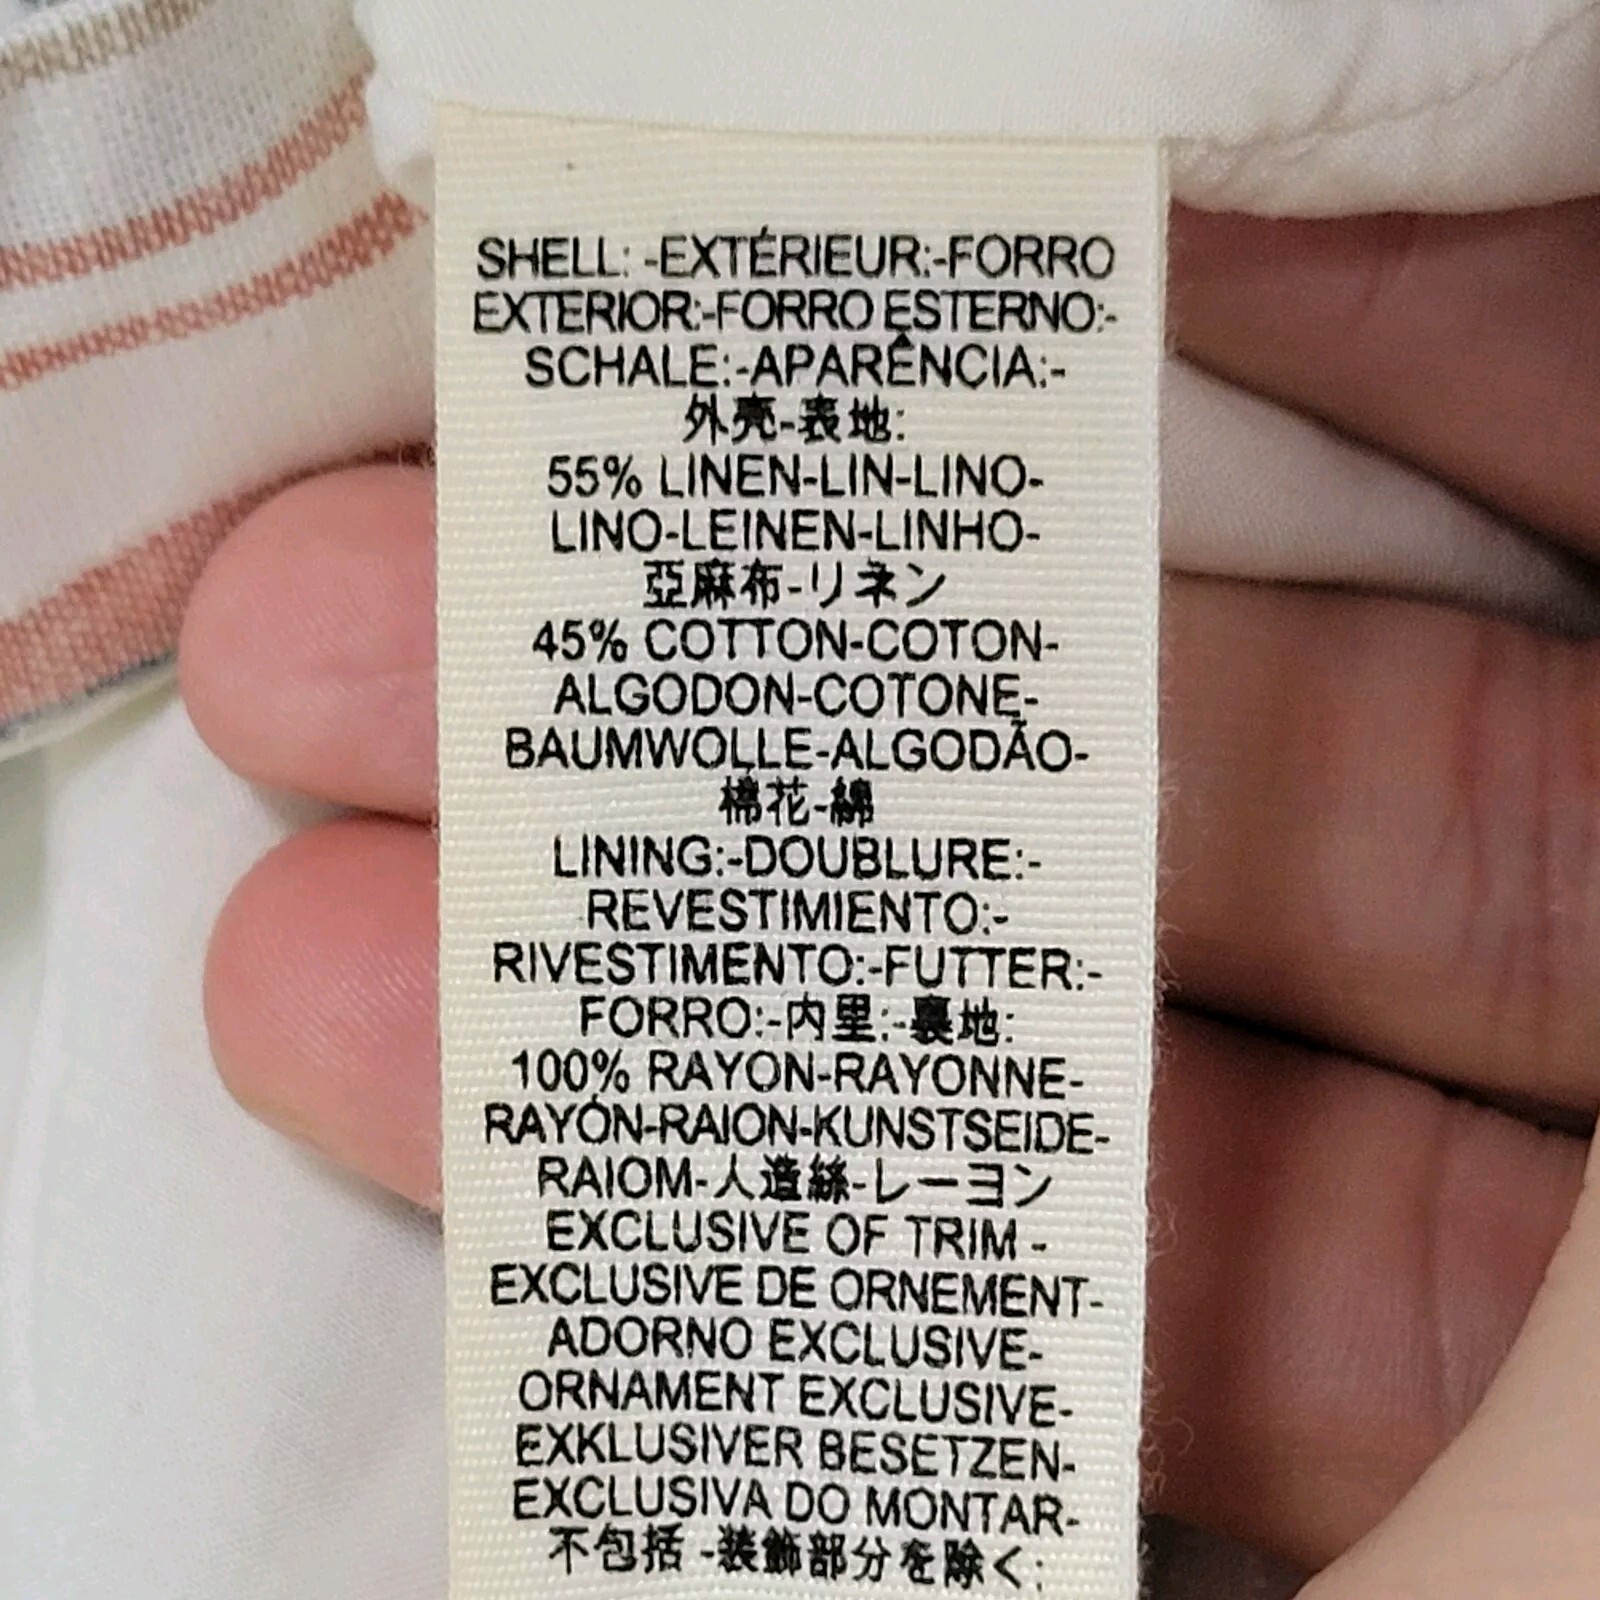 SHELL: -EXTÉRIEUR:-FORRO
EXTERIOR:-FORRO ESTERNO:-
SCHALE:-APARÊNCIA:-
外壳-表地:
55% LINEN-LIN-LINO-
LINO-LEINEN-LINHO-
亞麻布-リネン
45% COTTON-COTON-
ALGODON-COTONE-
BAUMWOLLE-ALGODÃO-
棉花-綿
LINING:-DOUBLURE:-
REVESTIMIENTO:-
RIVESTIMENTO:-FUTTER:-
FORRO:-内里:-裏地:
100% RAYON-RAYONNE-
RAYÓN-RAION-KUNSTSEIDE-
RAIOM-人造絲-レーヨン
EXCLUSIVE OF TRIM -
EXCLUSIVE DE ORNEMENT-
ADORNO EXCLUSIVE-
ORNAMENT EXCLUSIVE-
EXKLUSIVER BESETZEN-
EXCLUSIVA DO MONTAR-
不包括 -装飾部分を除く: